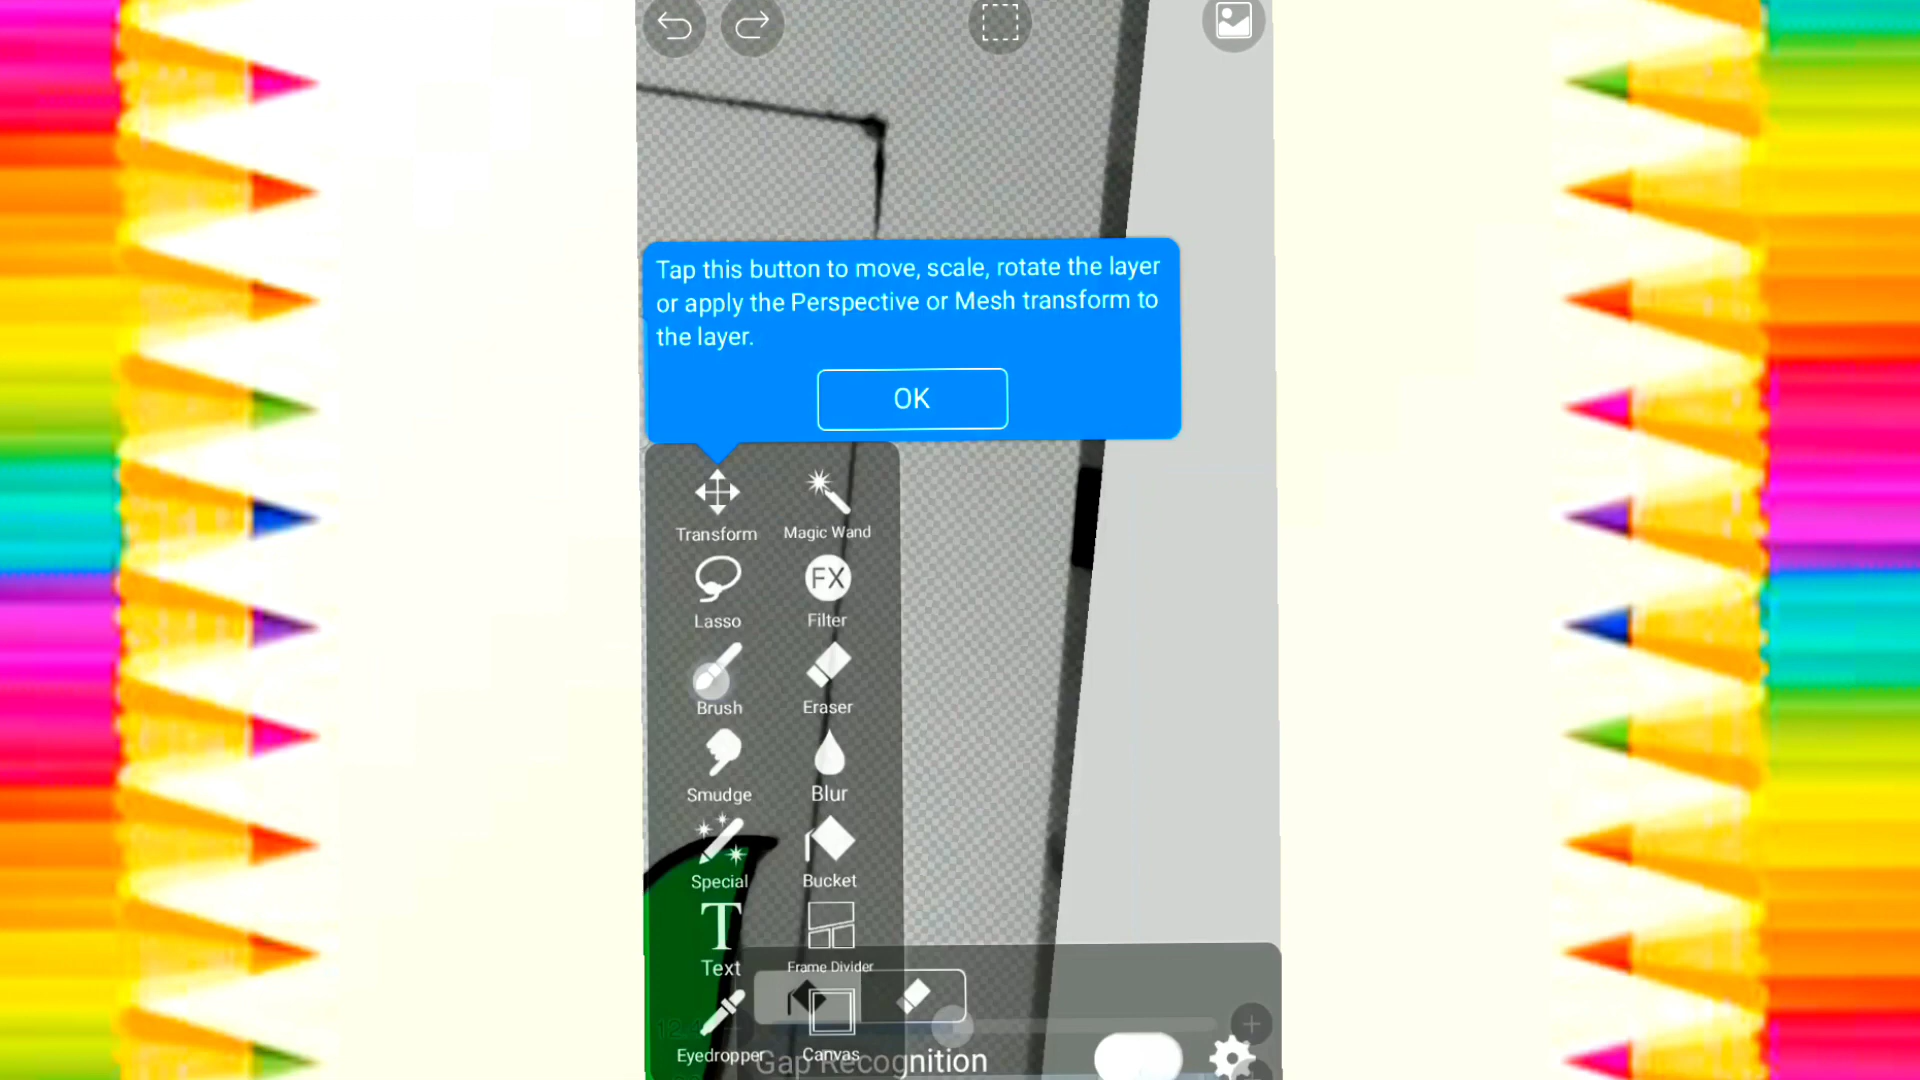 Tap this button to move, scale, rotate the layer
or apply the Perspective or Mesh transform to
the layer.
OK
Transform
Magic Wand
Lasso
FX
Filter
Brush
Eraser
Smudge
Blur
Special
Bucket
T
Text
Frame Divider
Eyedropper
Canvas
Gap Recognition